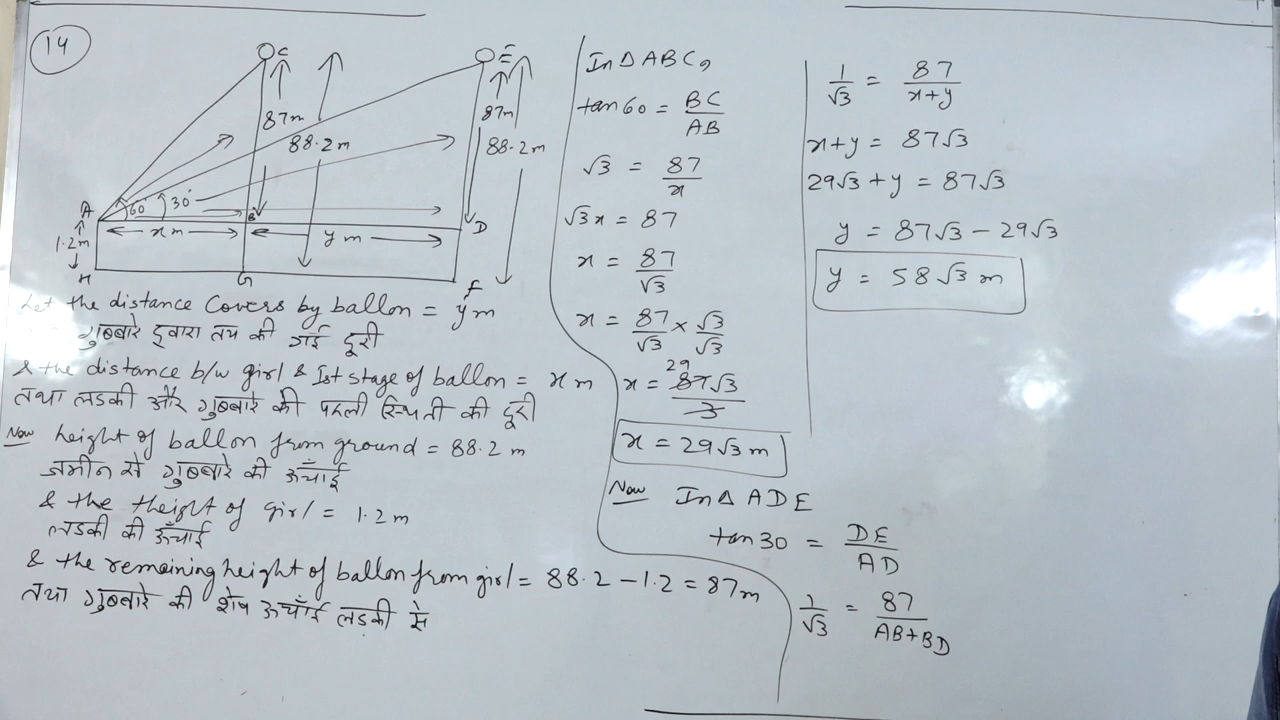 14
C
E
87m
87m
88.2m
88.2m
A
60°
30°
B
D
1.2m
x m
y m
H
G
F
Let the distance Covers by ballon = y m
गुब्बारे द्वारा तय की गई दूरी
& the distance b/w girl & Ist stage of ballon = x m
तथा लडकी और गुब्बारे की पहली स्थिती की दूरी
Now height of ballon from ground = 88.2 m
जमीन से गुब्बारे की ऊँचाई
& the theight of girl = 1.2m
लडकी की ऊँचाई
& the remaining height of ballon from girl = 88.2 - 1.2 = 87m
तथा गुब्बारे की शेष ऊचाँई लडकी से
In Δ ABC,
tan 60 = BC/AB
√3 = 87/x
√3x = 87
x = 87/√3
x = 87/√3 × √3/√3
29
x = 87√3/3
x = 29√3 m
Now In Δ ADE
tan 30 = DE/AD
1/√3 = 87/AB+BD
1/√3 = 87/x+y
x+y = 87√3
29√3 + y = 87√3
y = 87√3 - 29√3
y = 58√3 m